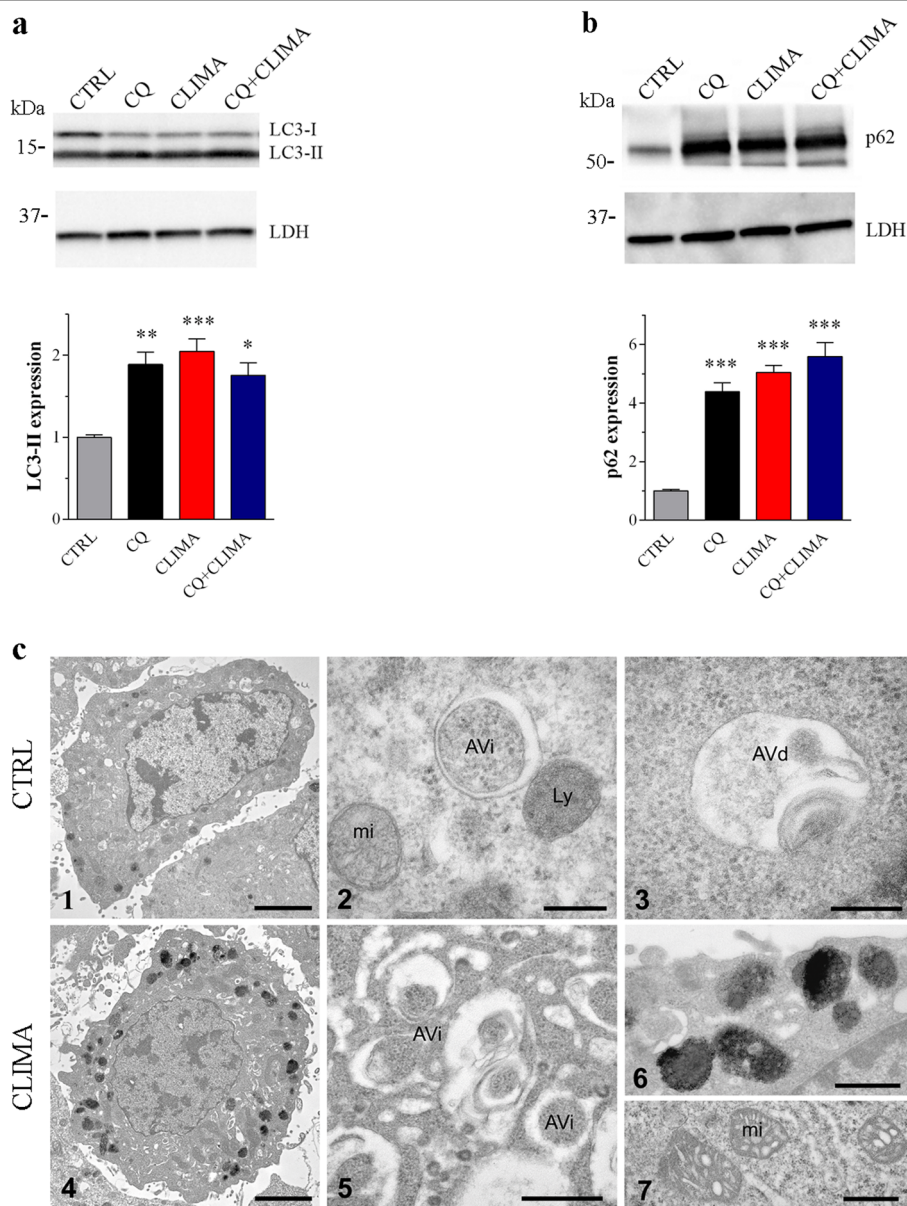 a
CTRL CQ CLIMA CQ+CLIMA
kDa
LC3-I
15-
LC3-II
37-
LDH
LC3-II expression
2
1
0
** *** *
CTRL CQ CLIMA CQ+CLIMA
b
CTRL CQ CLIMA CQ+CLIMA
kDa
p62
50-
37-
LDH
p62 expression
6
4
2
0
*** *** ***
CTRL CQ CLIMA CQ+CLIMA
c
CTRL
1
AVi
Ly
mi
2
AVd
3
CLIMA
4
AVi
AVi
5
6
mi
7